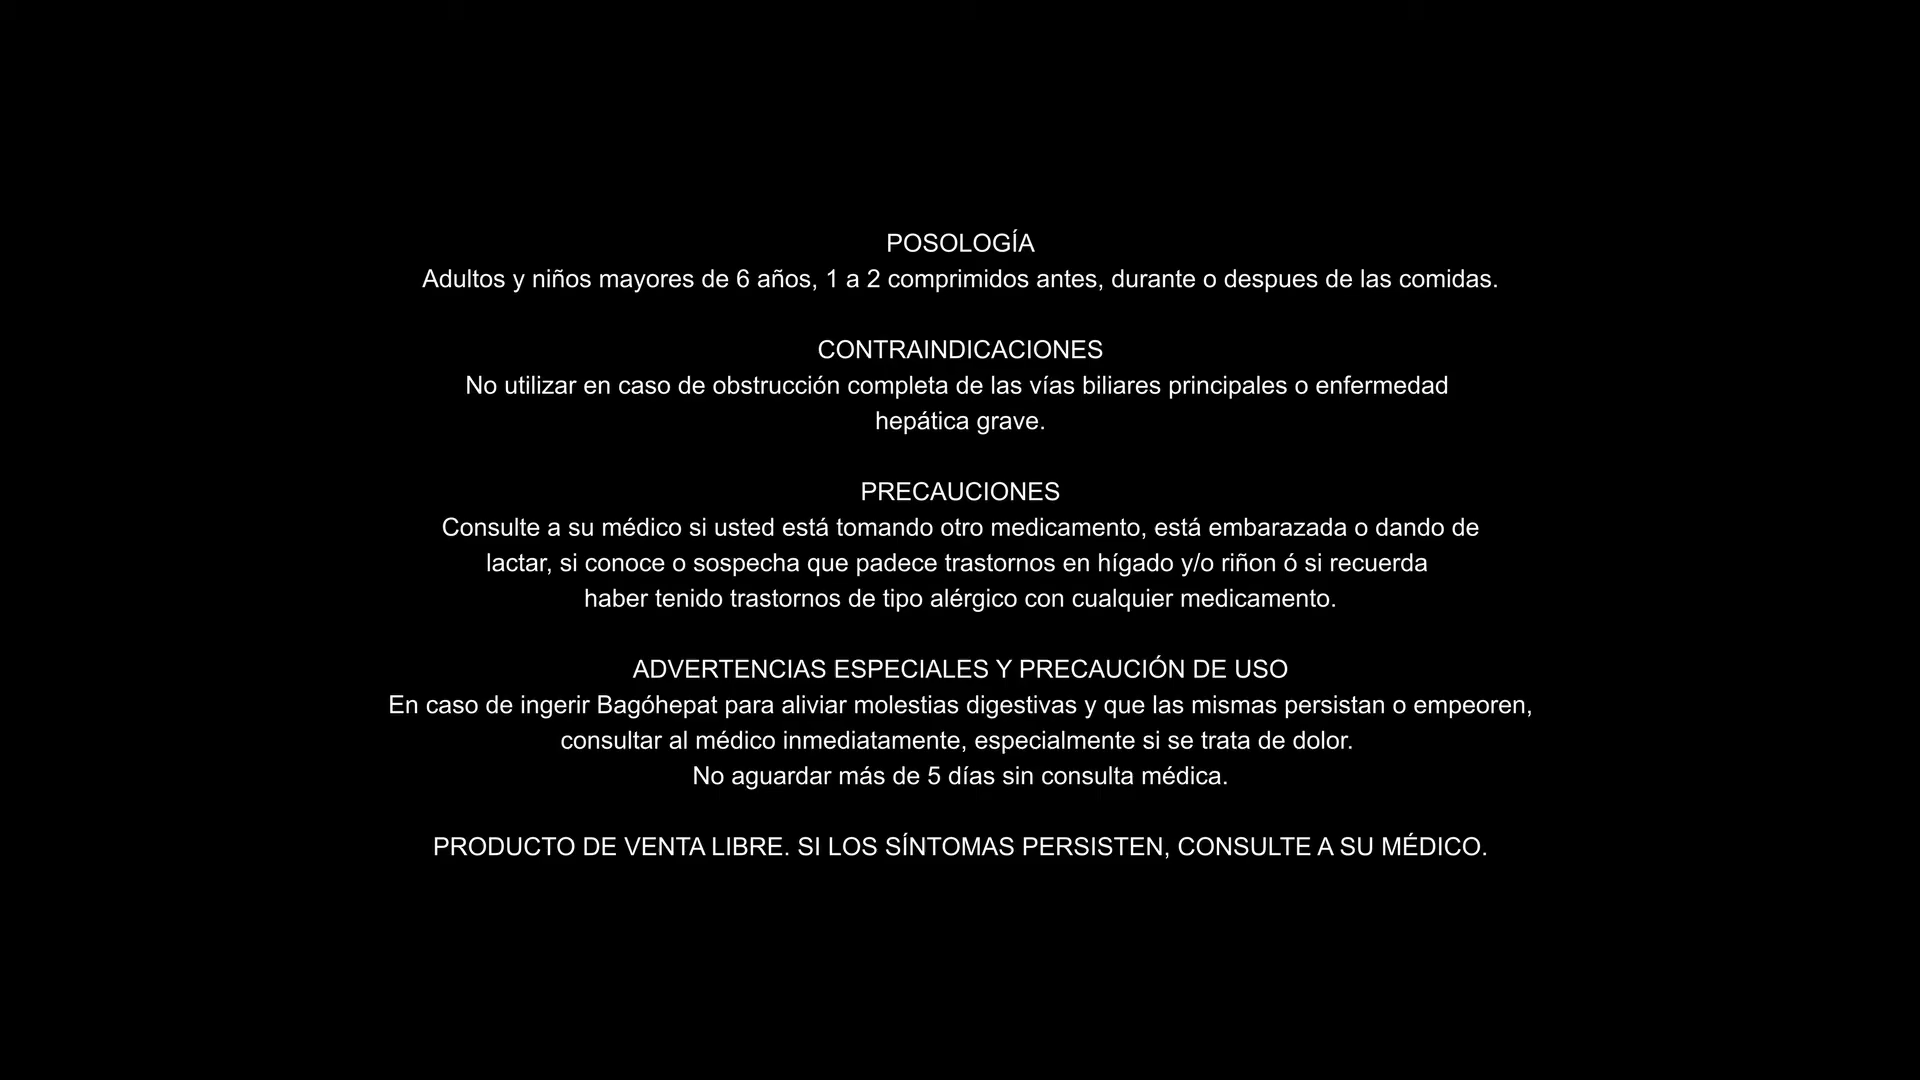 POSOLOGÍA
Adultos y niños mayores de 6 años, 1 a 2 comprimidos antes, durante o despues de las comidas.
CONTRAINDICACIONES
No utilizar en caso de obstrucción completa de las vías biliares principales o enfermedad
hepática grave.
PRECAUCIONES
Consulte a su médico si usted está tomando otro medicamento, está embarazada o dando de
lactar, si conoce o sospecha que padece trastornos en hígado y/o riñon ó si recuerda
haber tenido trastornos de tipo alérgico con cualquier medicamento.
ADVERTENCIAS ESPECIALES Y PRECAUCIÓN DE USO
En caso de ingerir Bagóhepat para aliviar molestias digestivas y que las mismas persistan o empeoren,
consultar al médico inmediatamente, especialmente si se trata de dolor.
No aguardar más de 5 días sin consulta médica.
PRODUCTO DE VENTA LIBRE. SI LOS SÍNTOMAS PERSISTEN, CONSULTE A SU MÉDICO.